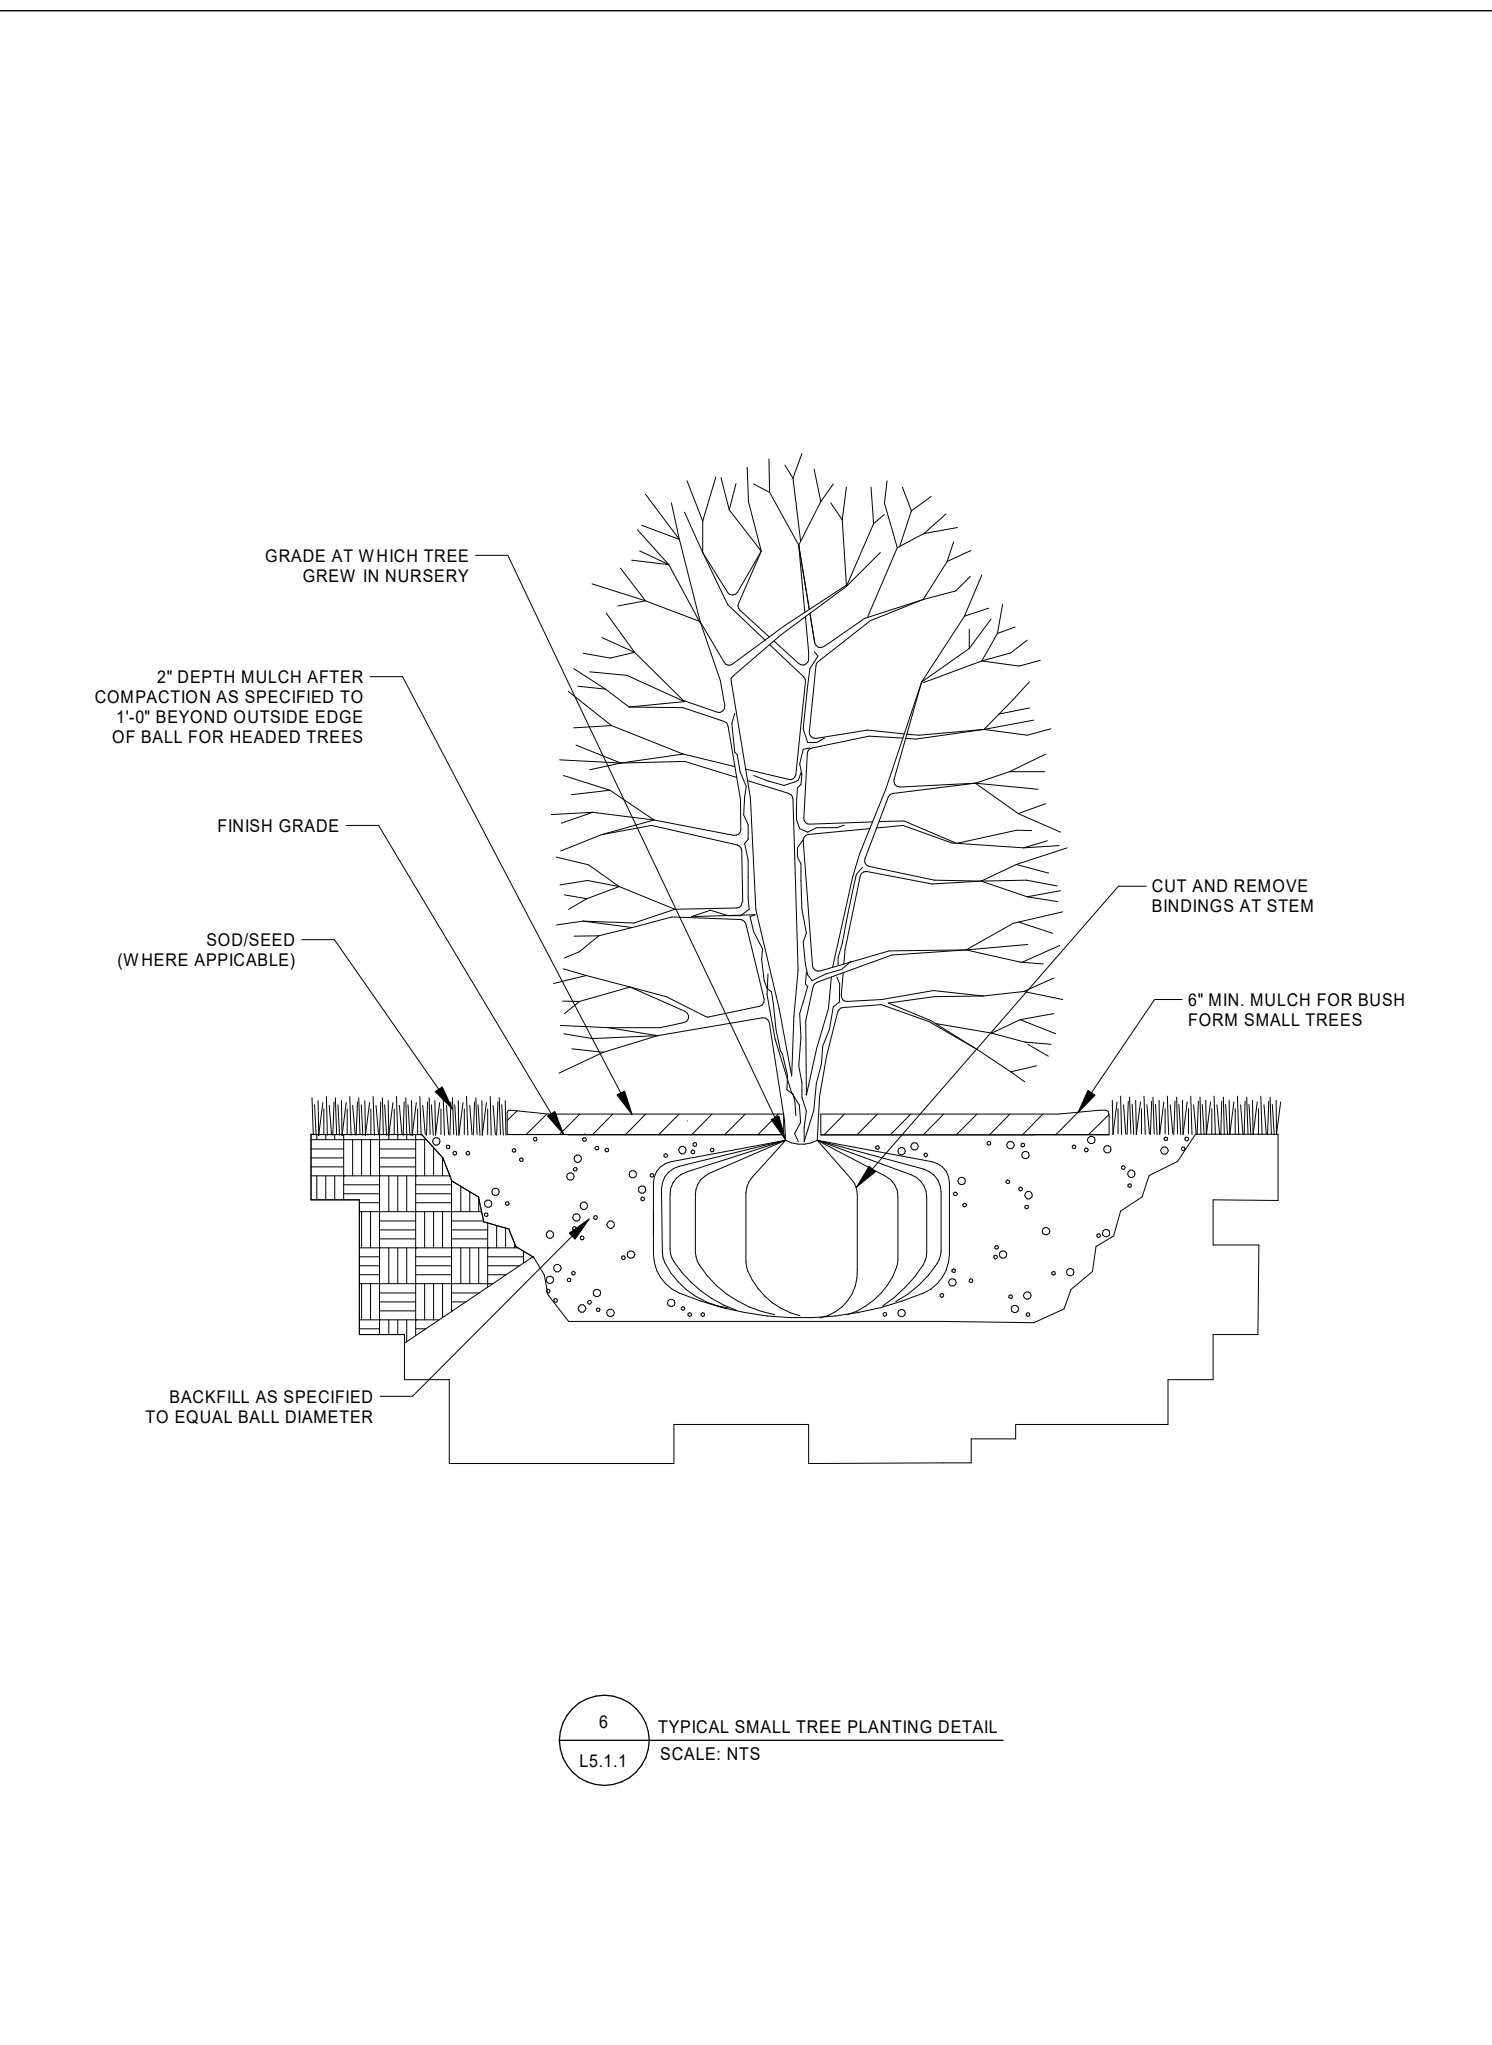 GRADE AT WHICH TREE
GREW IN NURSERY
2" DEPTH MULCH AFTER
COMPACTION AS SPECIFIED TO
1'-0" BEYOND OUTSIDE EDGE
OF BALL FOR HEADED TREES
FINISH GRADE
CUT AND REMOVE
BINDINGS AT STEM
SOD/SEED
(WHERE APPICABLE)
6" MIN. MULCH FOR BUSH
FORM SMALL TREES
BACKFILL AS SPECIFIED
TO EQUAL BALL DIAMETER
6
L5.1.1
TYPICAL SMALL TREE PLANTING DETAIL
SCALE: NTS